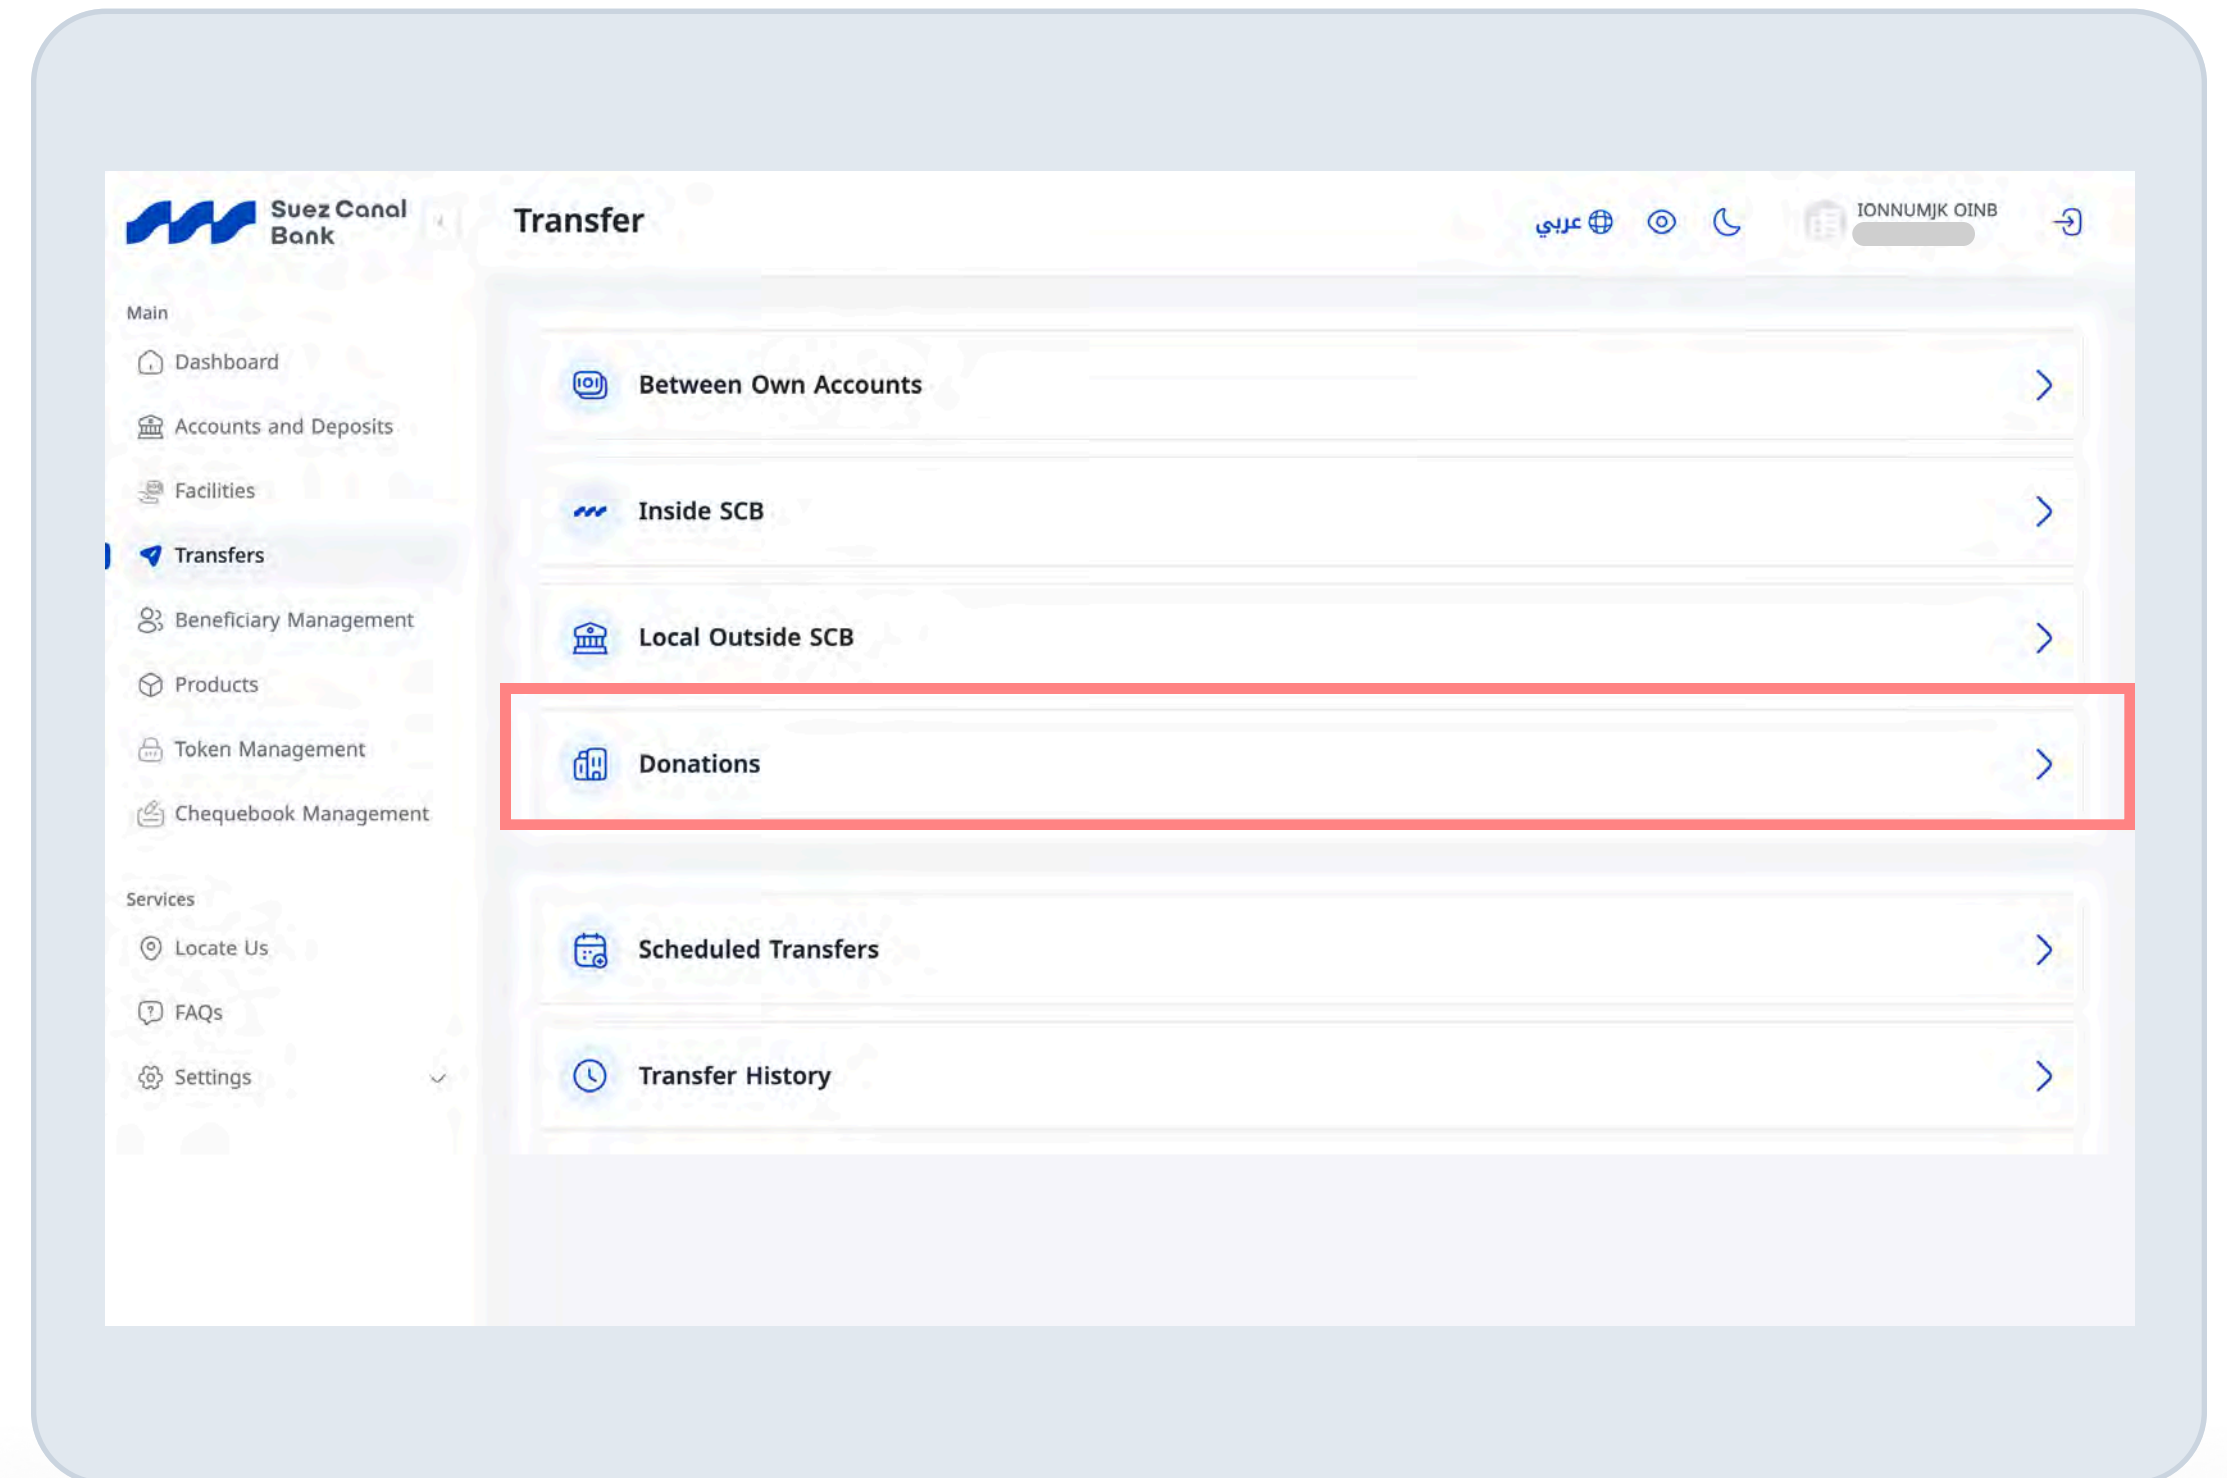 Suez Canal
Bank
Transfer
عربي
IONNUMJK OINB
Main
Dashboard
Accounts and Deposits
Facilities
Transfers
Beneficiary Management
Products
Token Management
Chequebook Management
Services
Locate Us
FAQs
Settings
Between Own Accounts
Inside SCB
Local Outside SCB
Donations
Scheduled Transfers
Transfer History